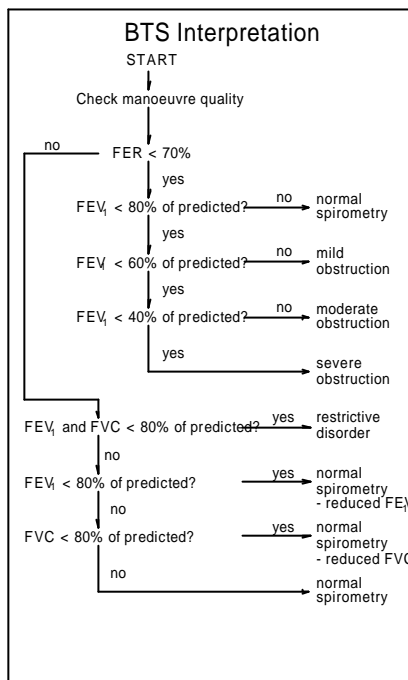 BTS Interpretation
START
Check manoeuvre quality
no
FER < 70%
yes
FEV₁ < 80% of predicted?
no
normal
spirometry
yes
FEV₁ < 60% of predicted?
no
mild
obstruction
yes
FEV₁ < 40% of predicted?
no
moderate
obstruction
yes
severe
obstruction
FEV₁ and FVC < 80% of predicted?
yes
restrictive
disorder
no
FEV₁ < 80% of predicted?
yes
normal
spirometry
- reduced FE₁V
no
FVC < 80% of predicted?
yes
normal
spirometry
- reduced FVC
no
normal
spirometry